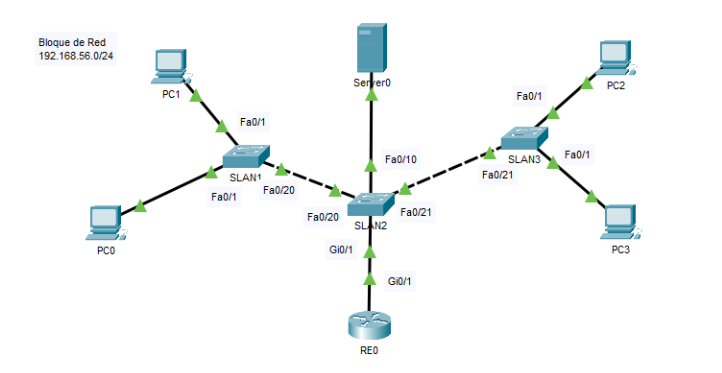 Bloque de Red
192.168.56.0/24
PC1
Server0
PC2
Fa0/1
Fa0/1
Fa0/10
SLAN1
SLAN3
Fa0/1
Fa0/1
Fa0/20
Fa0/21
Fa0/20
Fa0/21
SLAN2
PC0
PC3
Gi0/1
Gi0/1
RE0